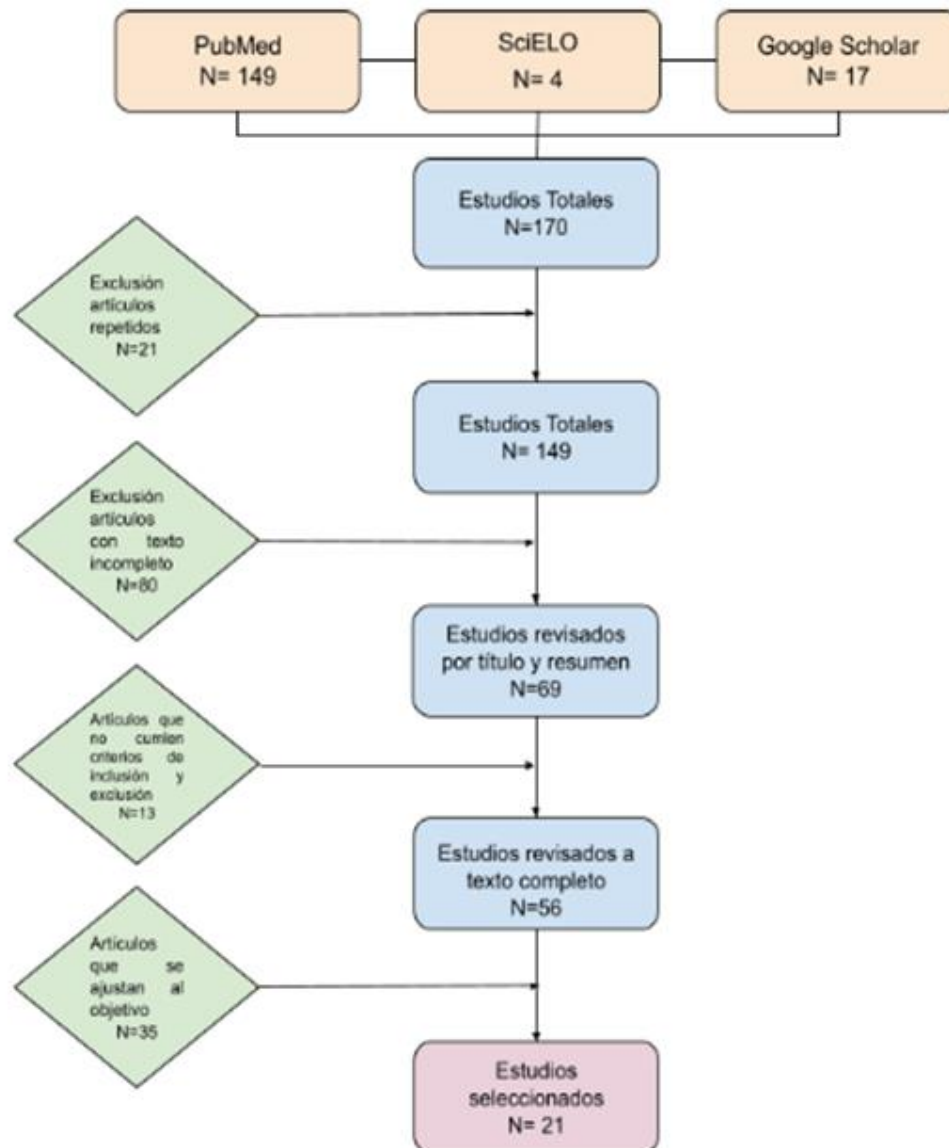 PubMed
N= 149
SciELO
N= 4
Google Scholar
N= 17
Estudios Totales
N=170
Exclusión
artículos
repetidos
N=21
Estudios Totales
N= 149
Exclusión
artículos
con texto
incompleto
N=80
Estudios revisados
por título y resumen
N=69
Artículos que
no cumlen
criterios de
inclusión y
exclusión
N=13
Estudios revisados a
texto completo
N=56
Artículos
que se
ajustan al
objetivo
N=35
Estudios
seleccionados
N= 21